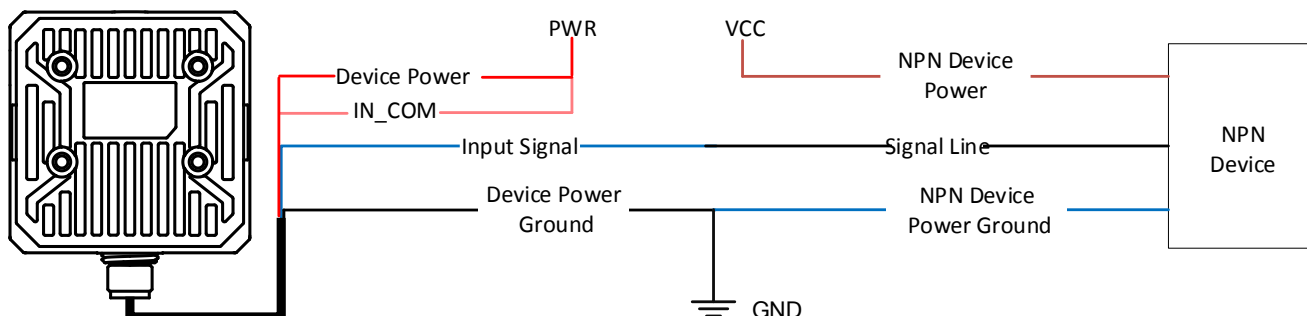 PWR
VCC
Device Power
NPN Device
Power
IN_COM
Input Signal
Signal Line
NPN
Device
Device Power
Ground
NPN Device
Power Ground
GND